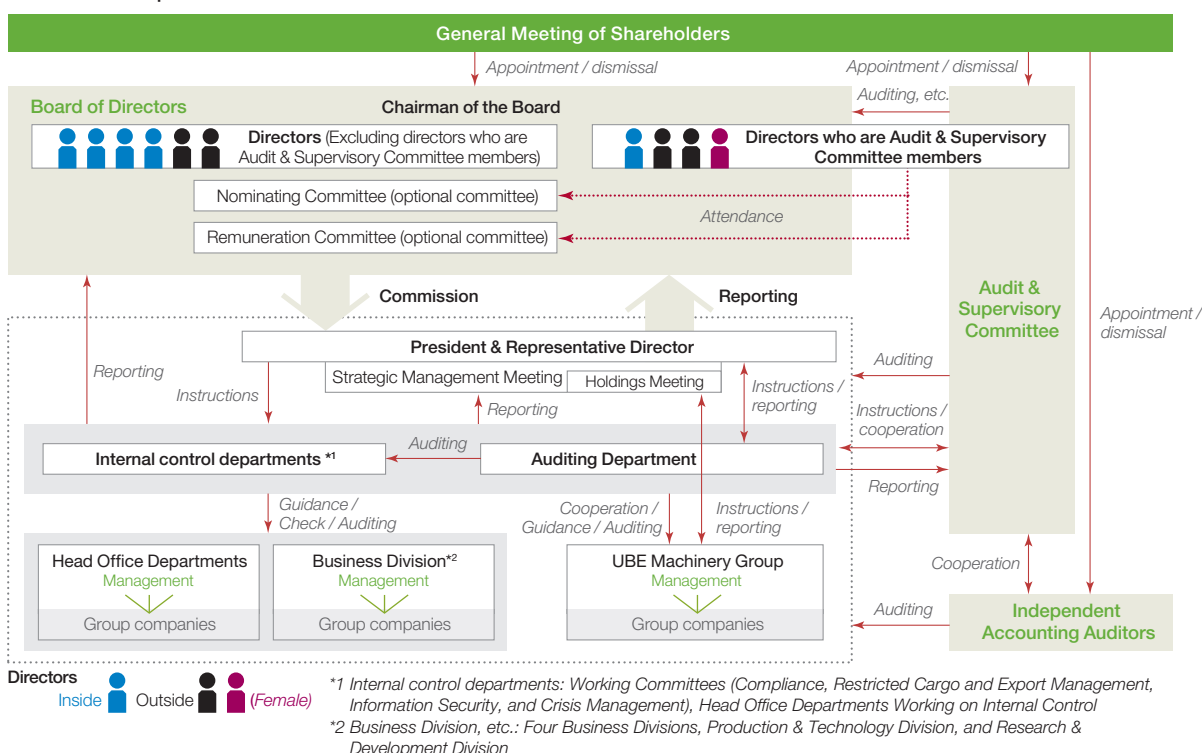 General Meeting of Shareholders
Appointment / dismissal
Appointment / dismissal
Board of Directors
Chairman of the Board
Auditing, etc.
Directors (Excluding directors who are
Audit & Supervisory Committee members)
Directors who are Audit & Supervisory
Committee members
Nominating Committee (optional committee)
Attendance
Remuneration Committee (optional committee)
Commission
Reporting
Audit &
Supervisory
Committee
Appointment /
dismissal
President & Representative Director
Strategic Management Meeting
Holdings Meeting
Reporting
Instructions
Reporting
Instructions /
reporting
Auditing
Instructions /
cooperation
Internal control departments *1
Auditing
Auditing Department
Reporting
Guidance /
Check / Auditing
Cooperation /
Guidance / Auditing
Instructions /
reporting
Head Office Departments
Management
Group companies
Business Division*2
Management
Group companies
UBE Machinery Group
Management
Group companies
Cooperation
Auditing
Independent
Accounting Auditors
Directors
Inside
Outside
(Female)
*1 Internal control departments: Working Committees (Compliance, Restricted Cargo and Export Management,
Information Security, and Crisis Management), Head Office Departments Working on Internal Control
*2 Business Division, etc.: Four Business Divisions, Production & Technology Division, and Research &
Development Division